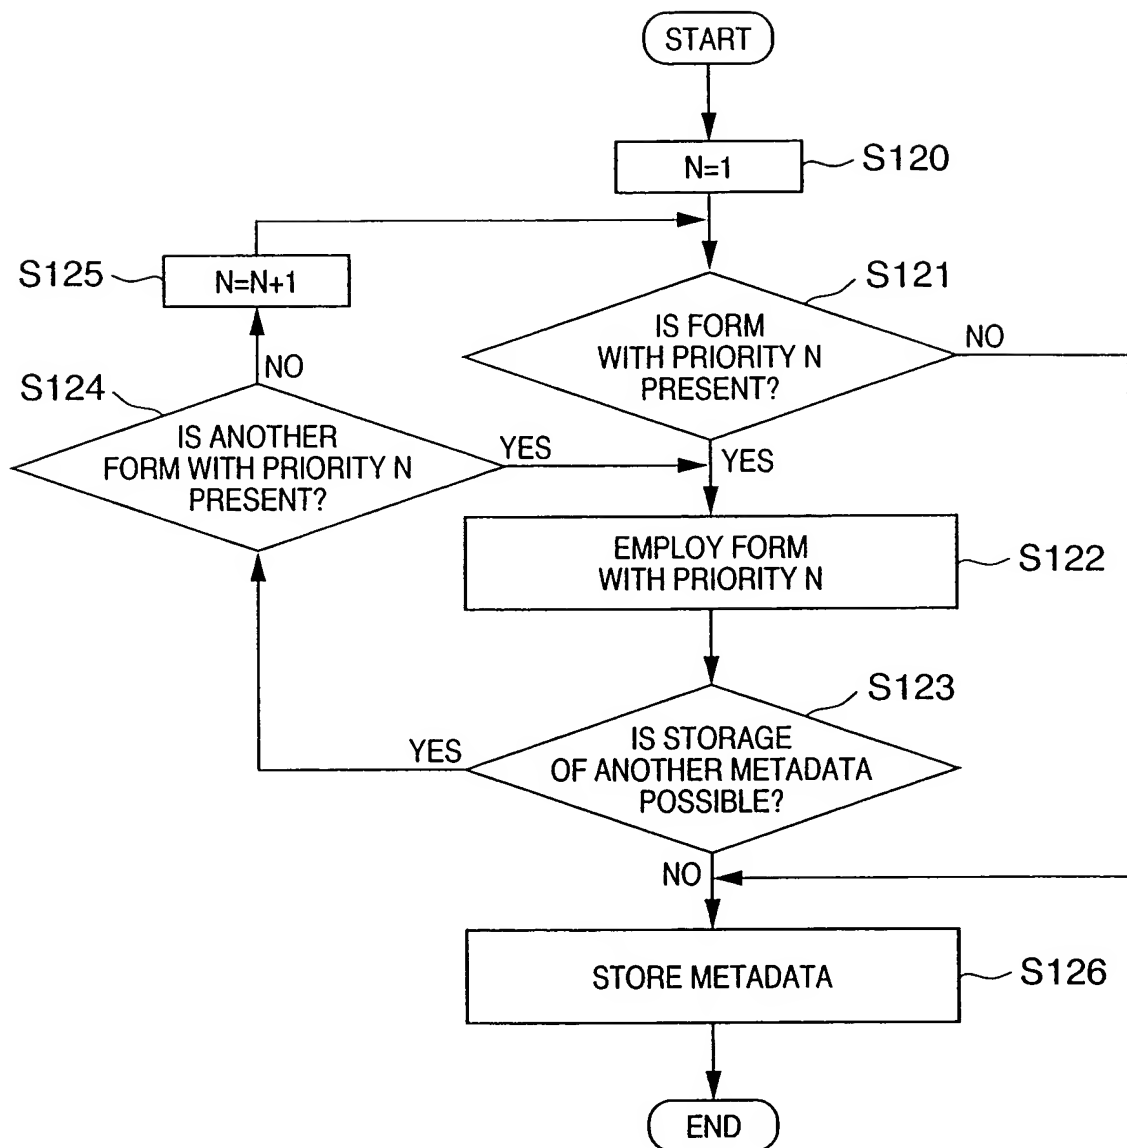 START
N=1
S120
S125
N=N+1
S121
IS FORM
WITH PRIORITY N
PRESENT?
NO
NO
S124
IS ANOTHER
FORM WITH PRIORITY N
PRESENT?
YES
YES
EMPLOY FORM
WITH PRIORITY N
S122
S123
IS STORAGE
OF ANOTHER METADATA
POSSIBLE?
YES
NO
STORE METADATA
S126
END